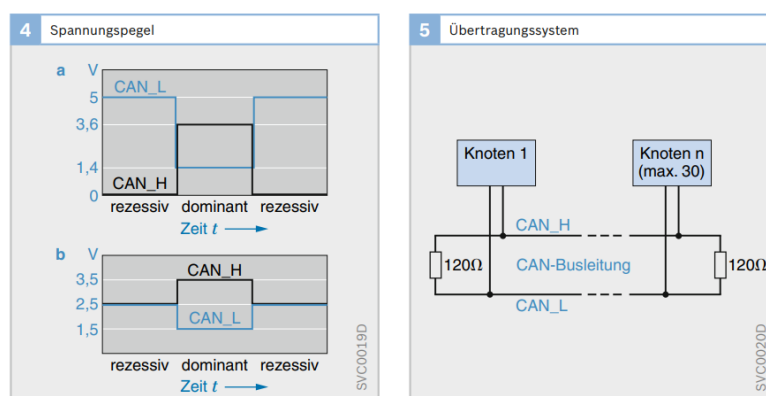 4 Spannungspegel
a
V
CAN_L
5
3,6
1,4
CAN_H
0
rezessiv dominant rezessiv
Zeit t
b
V
CAN_H
3,5
2,5
CAN_L
1,5
rezessiv dominant rezessiv
Zeit t
SVC0019D
5 Übertragungssystem
Knoten 1
Knoten n
(max. 30)
CAN_H
120Ω CAN-Busleitung 120Ω
CAN_L
SVC0020D